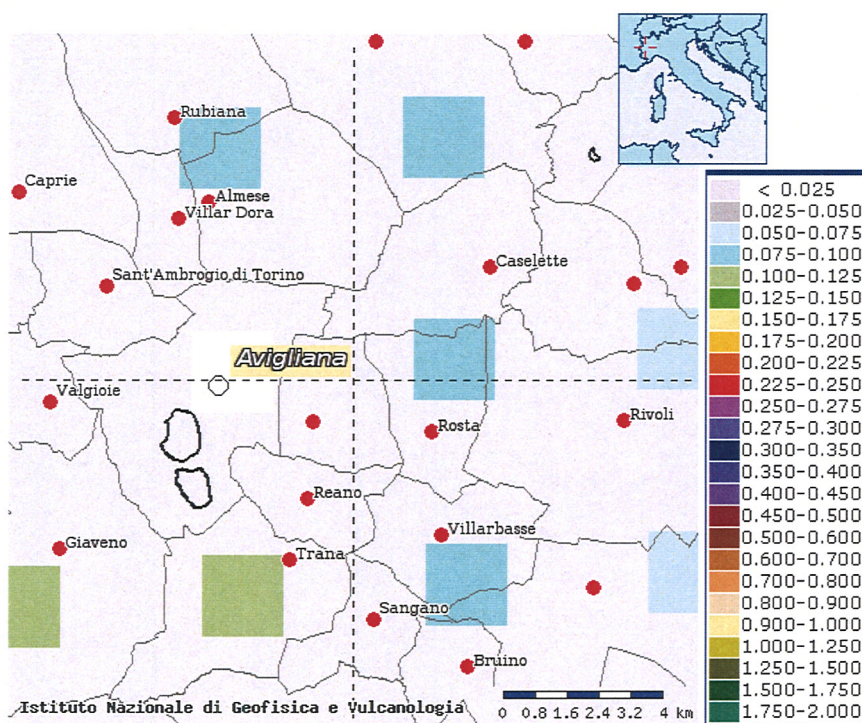 Rubiana
Caprie
Almese
Villar Dora
Sant'Ambrogio di Torino
Caselette
Avigliana
Valgioie
Rosta
Rivoli
Reano
Villarbasse
Giaveno
Trana
Sangano
Bruino
Istituto Nazionale di Geofisica e Vulcanologia
0 0.8 1.6 2.4 3.2 4 km
< 0.025
0.025-0.050
0.050-0.075
0.075-0.100
0.100-0.125
0.125-0.150
0.150-0.175
0.175-0.200
0.200-0.225
0.225-0.250
0.250-0.275
0.275-0.300
0.300-0.350
0.350-0.400
0.400-0.450
0.450-0.500
0.500-0.600
0.600-0.700
0.700-0.800
0.800-0.900
0.900-1.000
1.000-1.250
1.250-1.500
1.500-1.750
1.750-2.000